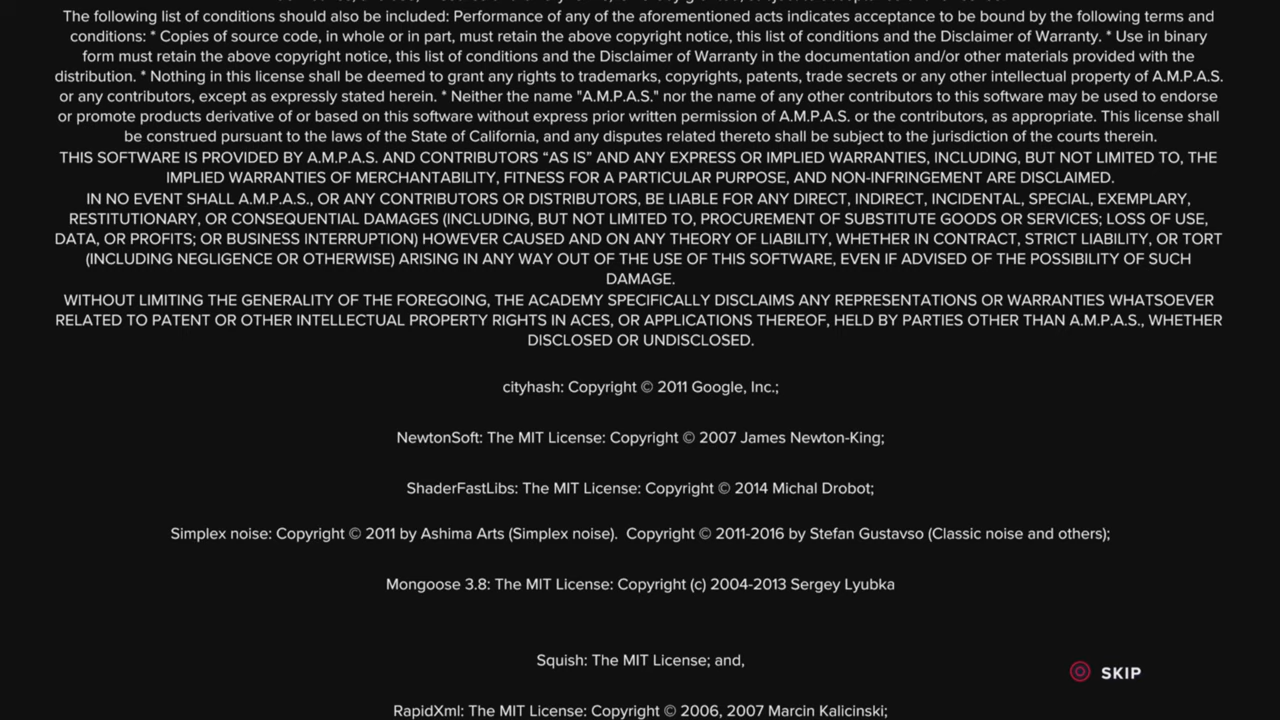 The following list of conditions should also be included: Performance of any of the aforementioned acts indicates acceptance to be bound by the following terms and
conditions: * Copies of source code, in whole or in part, must retain the above copyright notice, this list of conditions and the Disclaimer of Warranty. * Use in binary
form must retain the above copyright notice, this list of conditions and the Disclaimer of Warranty in the documentation and/or other materials provided with the
distribution. * Nothing in this license shall be deemed to grant any rights to trademarks, copyrights, patents, trade secrets or any other intellectual property of A.M.P.A.S.
or any contributors, except as expressly stated herein. * Neither the name "A.M.P.A.S." nor the name of any other contributors to this software may be used to endorse
or promote products derivative of or based on this software without express prior written permission of A.M.P.A.S. or the contributors, as appropriate. This license shall
be construed pursuant to the laws of the State of California, and any disputes related thereto shall be subject to the jurisdiction of the courts therein.
THIS SOFTWARE IS PROVIDED BY A.M.P.A.S. AND CONTRIBUTORS “AS IS” AND ANY EXPRESS OR IMPLIED WARRANTIES, INCLUDING, BUT NOT LIMITED TO, THE
IMPLIED WARRANTIES OF MERCHANTABILITY, FITNESS FOR A PARTICULAR PURPOSE, AND NON-INFRINGEMENT ARE DISCLAIMED.
IN NO EVENT SHALL A.M.P.A.S., OR ANY CONTRIBUTORS OR DISTRIBUTORS, BE LIABLE FOR ANY DIRECT, INDIRECT, INCIDENTAL, SPECIAL, EXEMPLARY,
RESTITUTIONARY, OR CONSEQUENTIAL DAMAGES (INCLUDING, BUT NOT LIMITED TO, PROCUREMENT OF SUBSTITUTE GOODS OR SERVICES; LOSS OF USE,
DATA, OR PROFITS; OR BUSINESS INTERRUPTION) HOWEVER CAUSED AND ON ANY THEORY OF LIABILITY, WHETHER IN CONTRACT, STRICT LIABILITY, OR TORT
(INCLUDING NEGLIGENCE OR OTHERWISE) ARISING IN ANY WAY OUT OF THE USE OF THIS SOFTWARE, EVEN IF ADVISED OF THE POSSIBILITY OF SUCH
DAMAGE.
WITHOUT LIMITING THE GENERALITY OF THE FOREGOING, THE ACADEMY SPECIFICALLY DISCLAIMS ANY REPRESENTATIONS OR WARRANTIES WHATSOEVER
RELATED TO PATENT OR OTHER INTELLECTUAL PROPERTY RIGHTS IN ACES, OR APPLICATIONS THEREOF, HELD BY PARTIES OTHER THAN A.M.P.A.S., WHETHER
DISCLOSED OR UNDISCLOSED.
cityhash: Copyright © 2011 Google, Inc.;
NewtonSoft: The MIT License: Copyright © 2007 James Newton-King;
ShaderFastLibs: The MIT License: Copyright © 2014 Michal Drobot;
Simplex noise: Copyright © 2011 by Ashima Arts (Simplex noise).  Copyright © 2011-2016 by Stefan Gustavso (Classic noise and others);
Mongoose 3.8: The MIT License: Copyright (c) 2004-2013 Sergey Lyubka
Squish: The MIT License; and,
SKIP
RapidXml: The MIT License: Copyright © 2006, 2007 Marcin Kalicinski;